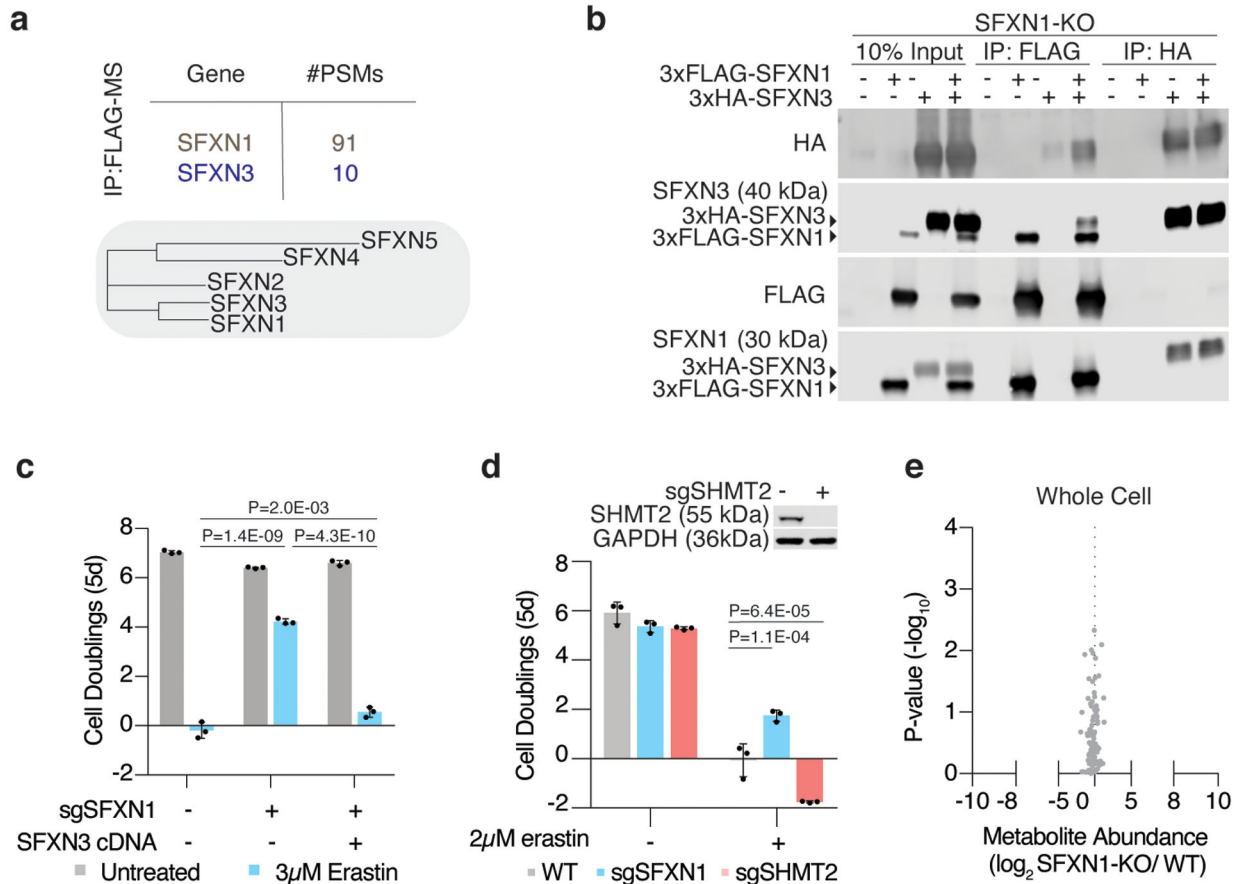 a
IP:FLAG-MS
Gene #PSMs
SFXN1 91
SFXN3 10
SFXN5
SFXN4
SFXN2
SFXN3
SFXN1
b
SFXN1-KO
10% Input IP: FLAG IP: HA
3xFLAG-SFXN1 - + - + - + - + - + - +
3xHA-SFXN3 - - + + - - + + - - + +
HA
SFXN3 (40 kDa)
3xHA-SFXN3
3xFLAG-SFXN1
FLAG
SFXN1 (30 kDa)
3xHA-SFXN3
3xFLAG-SFXN1
c
P=2.0E-03
P=1.4E-09 P=4.3E-10
Cell Doublings (5d)
8
6
4
2
0
-2
sgSFXN1 - + +
SFXN3 cDNA - - +
Untreated 3µM Erastin
d
sgSHMT2 - +
SHMT2 (55 kDa)
GAPDH (36kDa)
P=6.4E-05
P=1.1E-04
Cell Doublings (5d)
8
6
4
2
0
-2
2µM erastin - +
WT sgSFXN1 sgSHMT2
e
Whole Cell
P-value (-log10)
4
3
2
1
0
-10 -8 -5 0 5 8 10
Metabolite Abundance
(log2 SFXN1-KO/ WT)